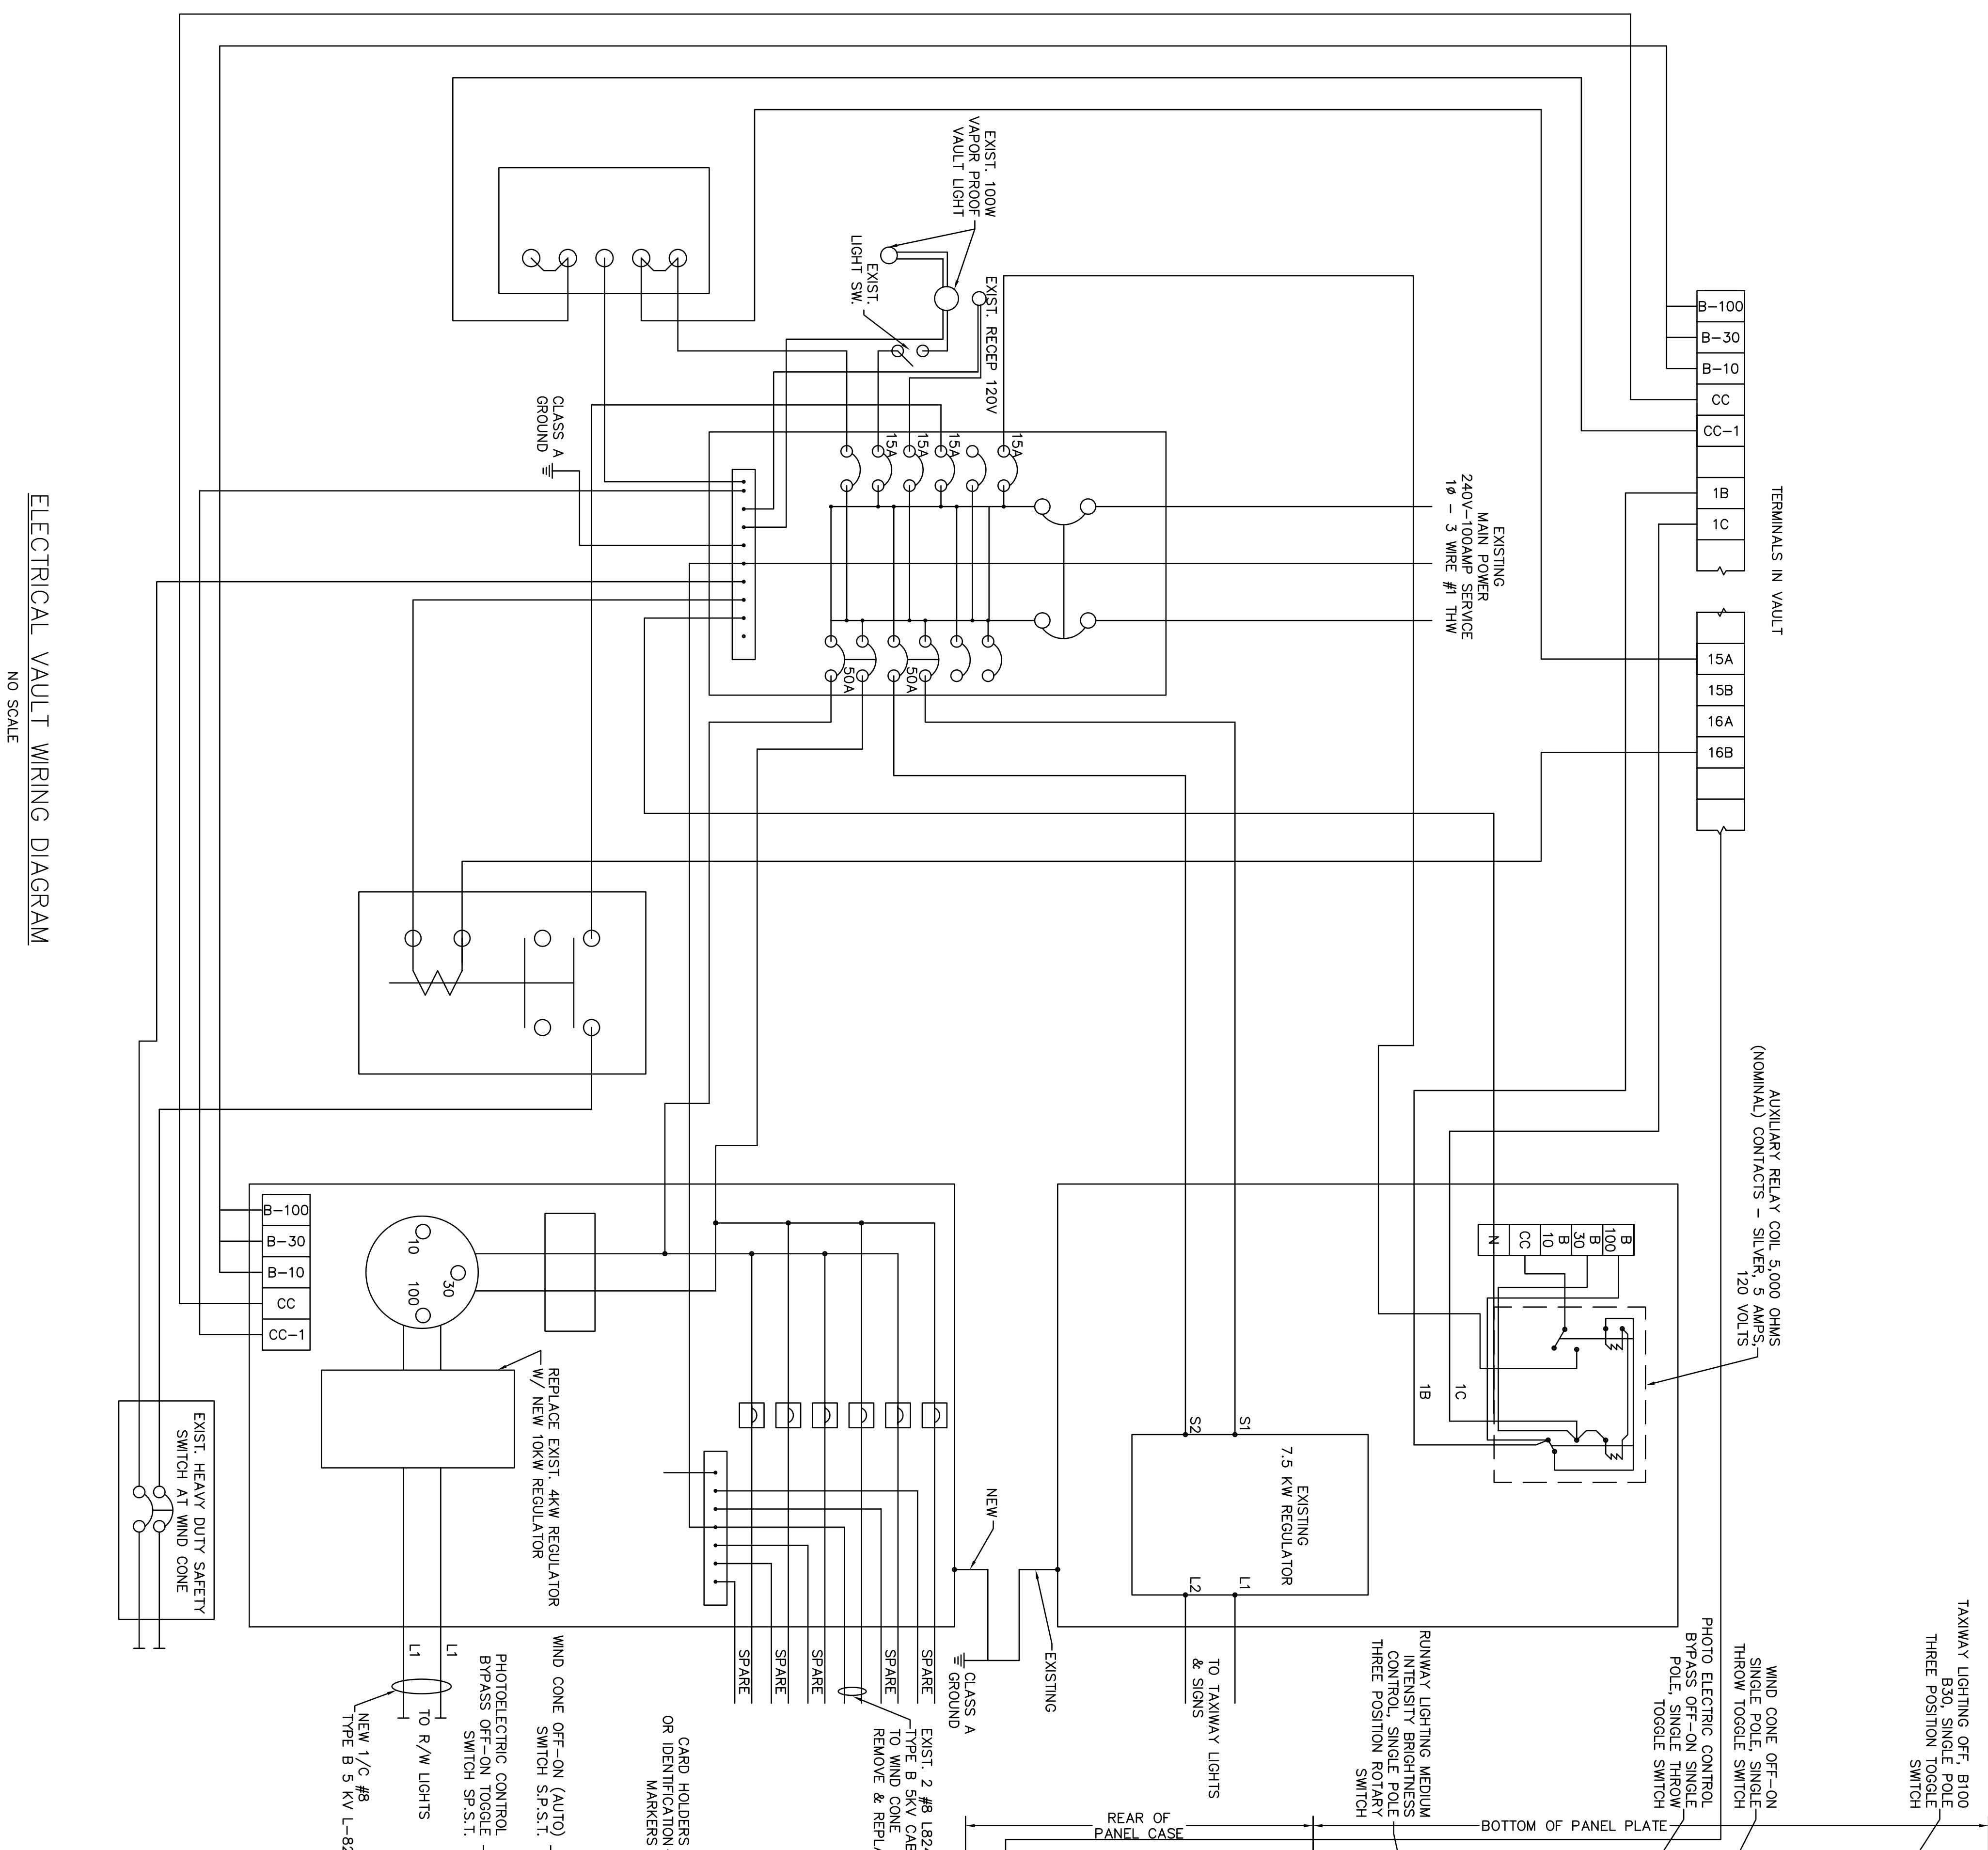 ELECTRICAL VAULT WIRING DIAGRAM
NO SCALE
TERMINALS IN VAULT
B-100
B-30
B-10
CC
CC-1
1B
1C
15A
15B
16A
16B
EXIST. 100W
VAPOR PROOF
VAULT LIGHT
EXIST.
LIGHT SW.
EXIST. RECEP 120V
CLASS A
GROUND
15A
15A
15A
15A
50A
50A
EXISTING
MAIN POWER
240V-100AMP SERVICE
1ø - 3 WIRE #1 THW
AUXILIARY RELAY COIL 5,000 OHMS
(NOMINAL) CONTACTS - SILVER, 5 AMPS,
120 VOLTS
B
100
B
30
B
10
CC
N
1B
1C
S1
S2
EXISTING
7.5 KW REGULATOR
L1
L2
TO TAXIWAY LIGHTS
& SIGNS
B-100
B-30
B-10
CC
CC-1
10
30
100
REPLACE EXIST. 4KW REGULATOR
W/ NEW 10KW REGULATOR
EXIST. HEAVY DUTY SAFETY
SWITCH AT WIND CONE
NEW
EXISTING
CLASS A
GROUND
SPARE
SPARE
SPARE
SPARE
SPARE
L1
L1
TO R/W LIGHTS
NEW 1/C #8
TYPE B 5 KV L-82
PHOTOELECTRIC CONTROL
BYPASS OFF-ON TOGGLE -
SWITCH SP.S.T.
WIND CONE OFF-ON (AUTO) -
SWITCH S.P.S.T.
CARD HOLDERS
OR IDENTIFICATION
MARKERS
EXIST. 2 #8 L824
TYPE B 5KV CAB
TO WIND CONE
REMOVE & REPLA
RUNWAY LIGHTING MEDIUM
INTENSITY BRIGHTNESS
CONTROL, SINGLE POLE
THREE POSITION ROTARY
SWITCH
PHOTO ELECTRIC CONTROL
BYPASS OFF-ON SINGLE
POLE, SINGLE THROW
TOGGLE SWITCH
WIND CONE OFF-ON
SINGLE POLE, SINGLE
THROW TOGGLE SWITCH
TAXIWAY LIGHTING OFF, B100
B30, SINGLE POLE
THREE POSITION TOGGLE
SWITCH
REAR OF
PANEL CASE
BOTTOM OF PANEL PLATE